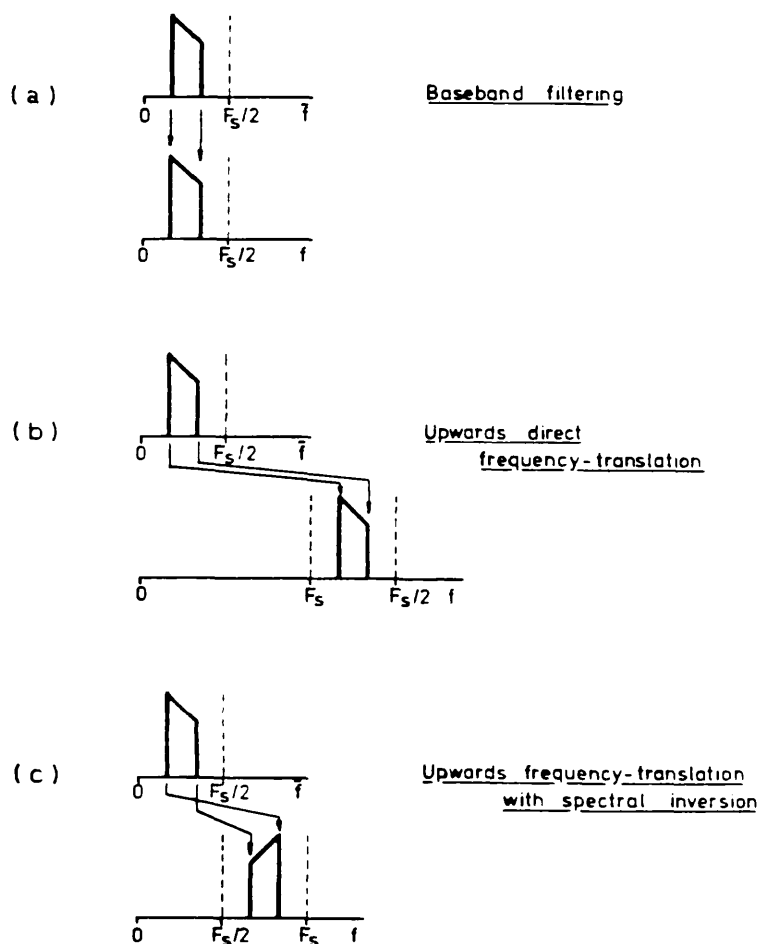 (a)
Baseband filtering
0 Fs/2 f̄
0 Fs/2 f
(b)
Upwards direct
frequency-translation
0 Fs/2 f̄
0 Fs Fs/2 f
(c)
Upwards frequency-translation
with spectral inversion
0 Fs/2 f
0 Fs/2 Fs f